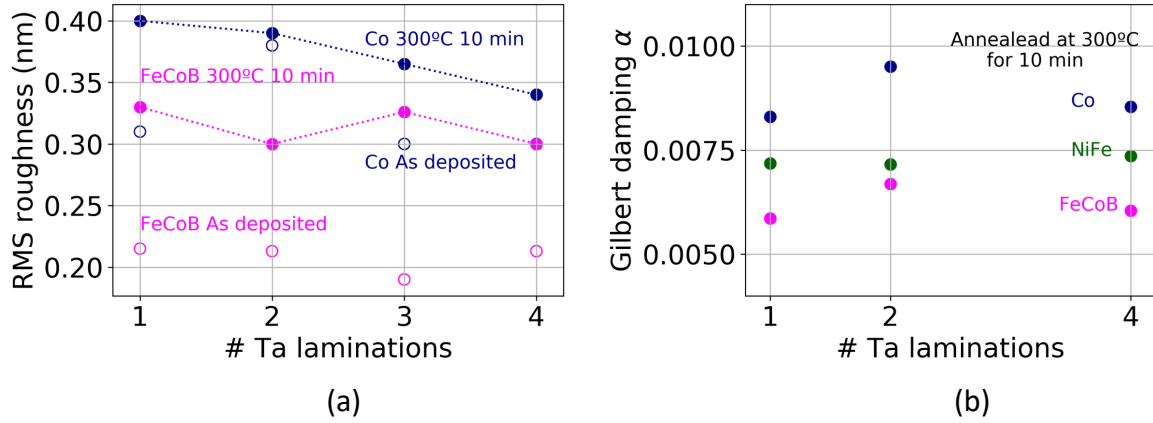 RMS roughness (nm)
0.40
0.35
0.30
0.25
0.20
Co 300ºC 10 min
FeCoB 300ºC 10 min
Co As deposited
FeCoB As deposited
1 2 3 4
# Ta laminations
(a)
Gilbert damping α
0.0100
0.0075
0.0050
Annealead at 300ºC
for 10 min
Co
NiFe
FeCoB
1 2 4
# Ta laminations
(b)